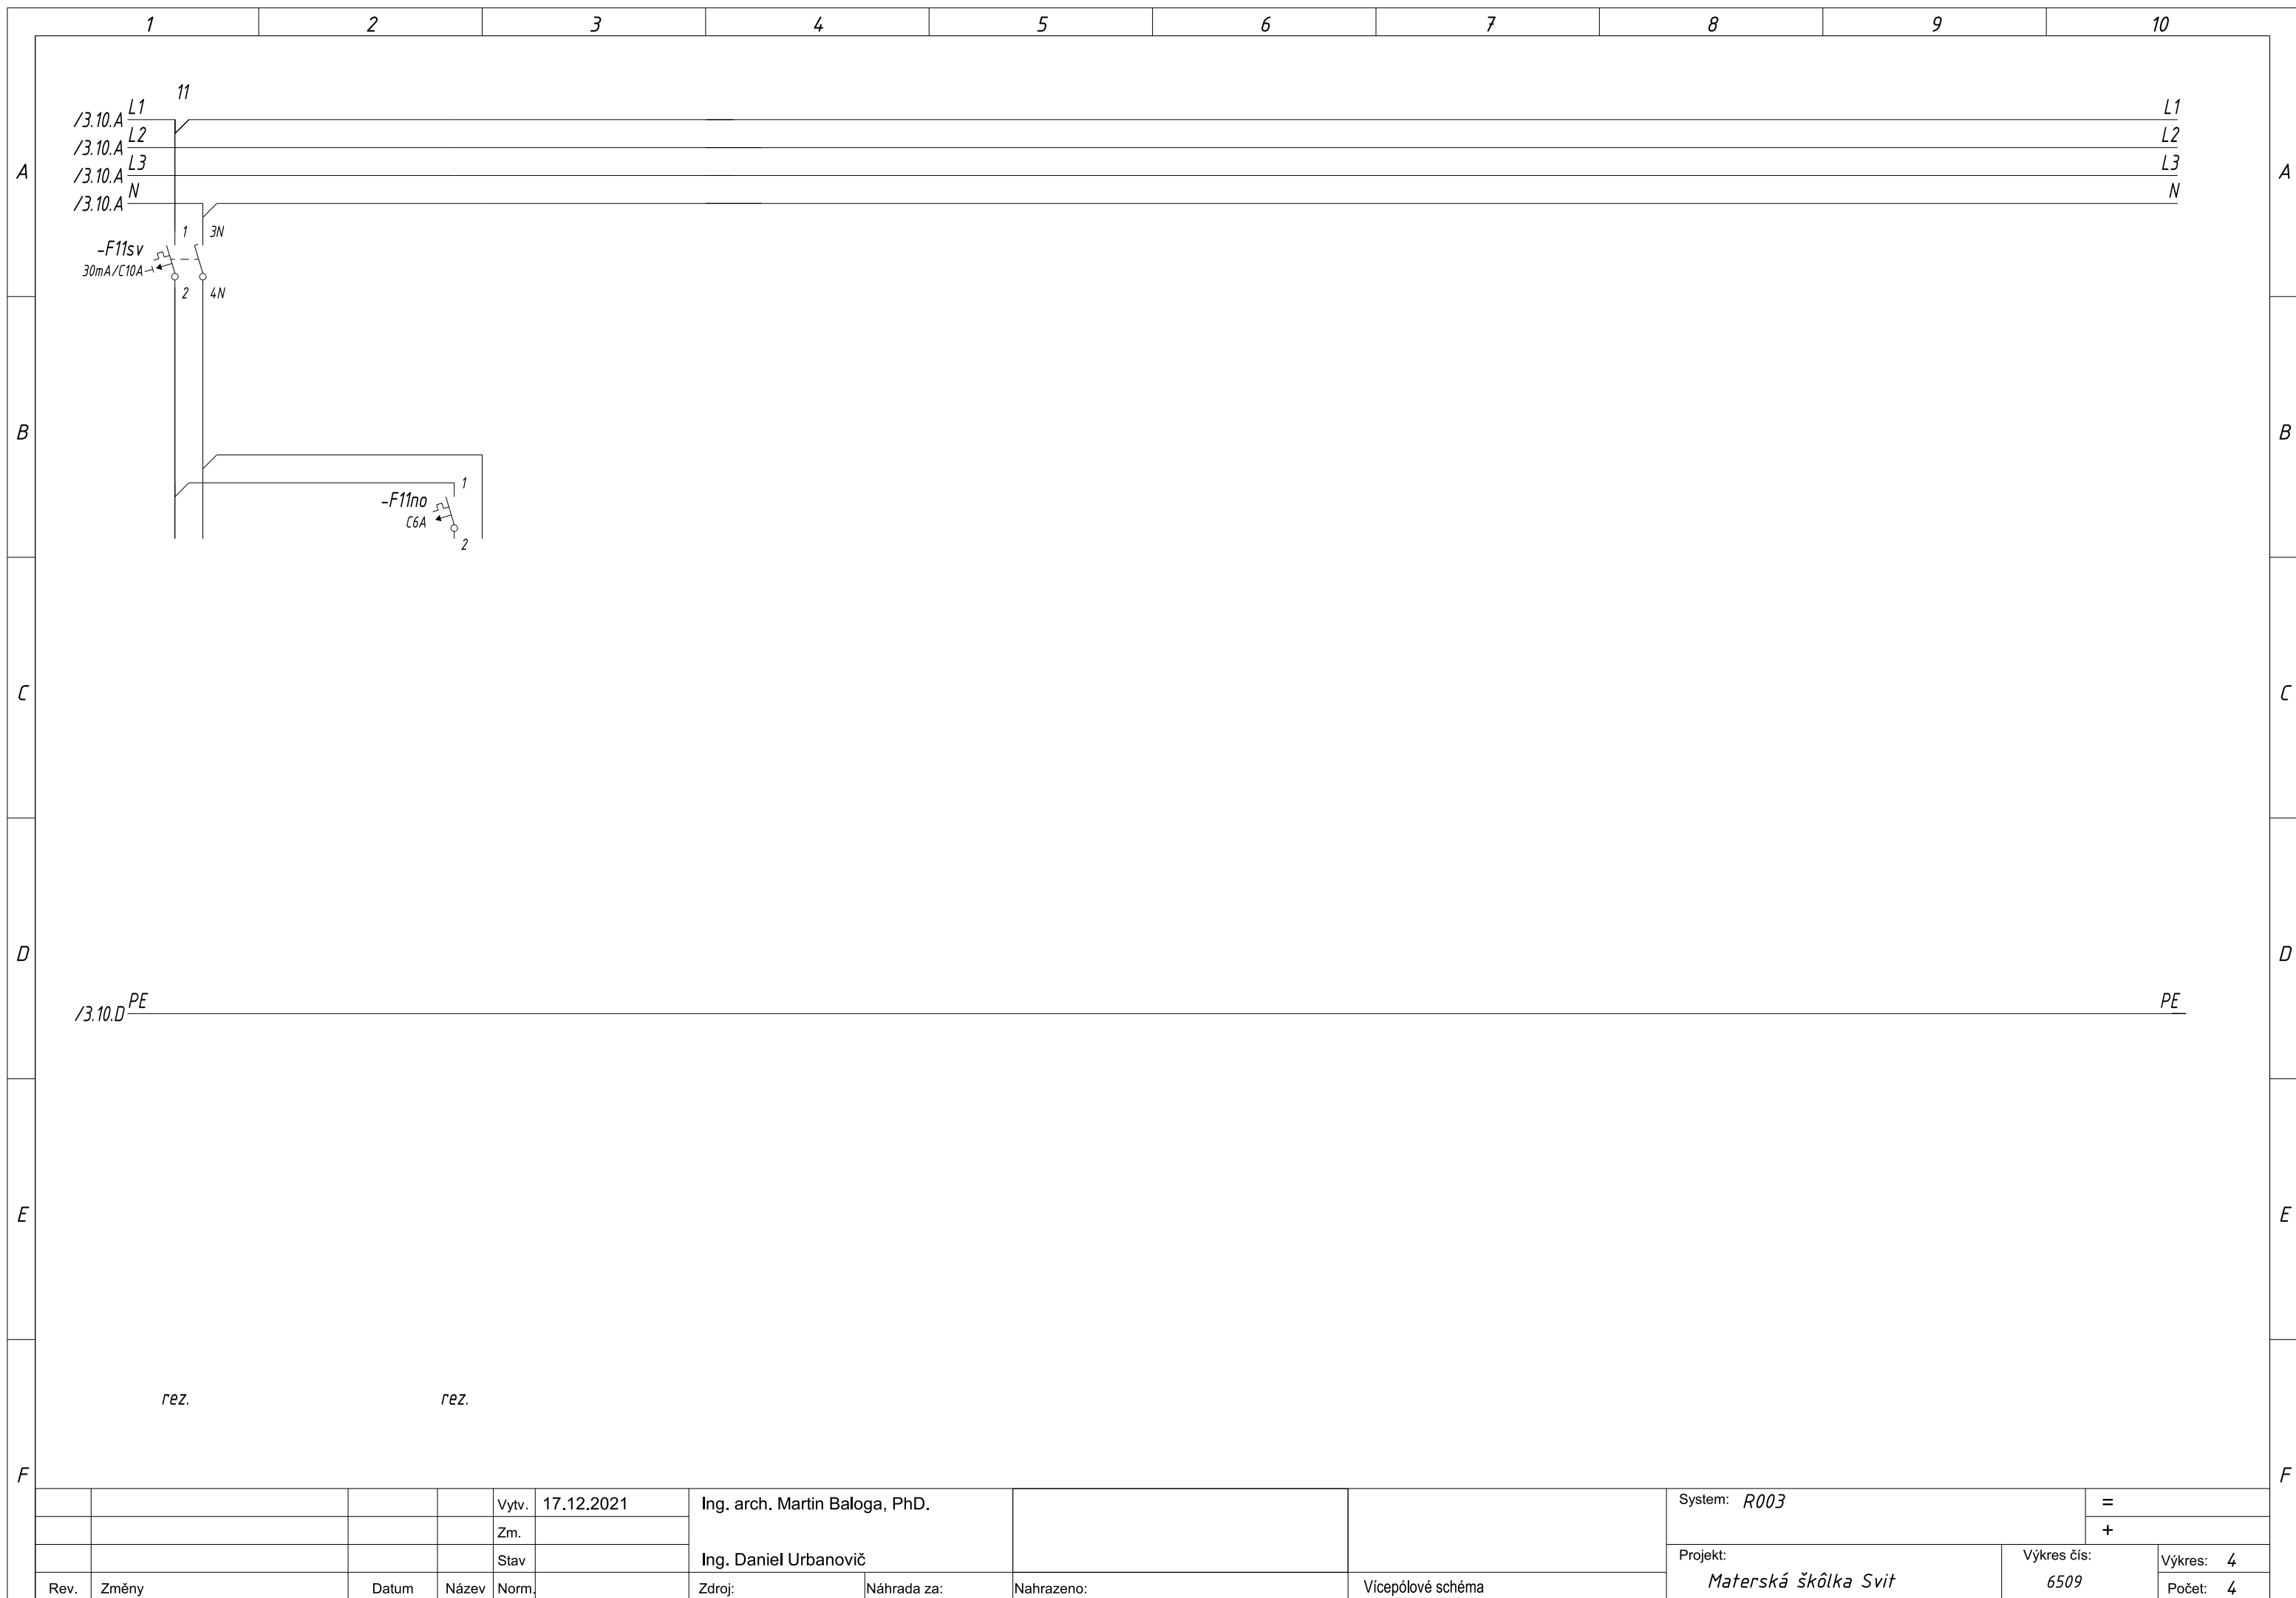 1 2 3 4 5 6 7 8 9 10
11
L1 L1
/3.10.A
L2 L2
/3.10.A
A L3 L3 A
/3.10.A
N N
/3.10.A
1 3N
-F11sv
30mA/C10A
2 4N
B B
1
-F11no
C6A
2
C C
D D
PE PE
/3.10.D
E E
rez. rez.
F F
Vytv. 17.12.2021 Ing. arch. Martin Baloga, PhD. System: R003 =
Zm. +
Stav Ing. Daniel Urbanovič Projekt: Výkres čís: Výkres: 4
Materská škôlka Svit 6509
Rev. Změny Datum Název Norm. Zdroj: Náhrada za: Nahrazeno: Vícepólové schéma Počet: 4